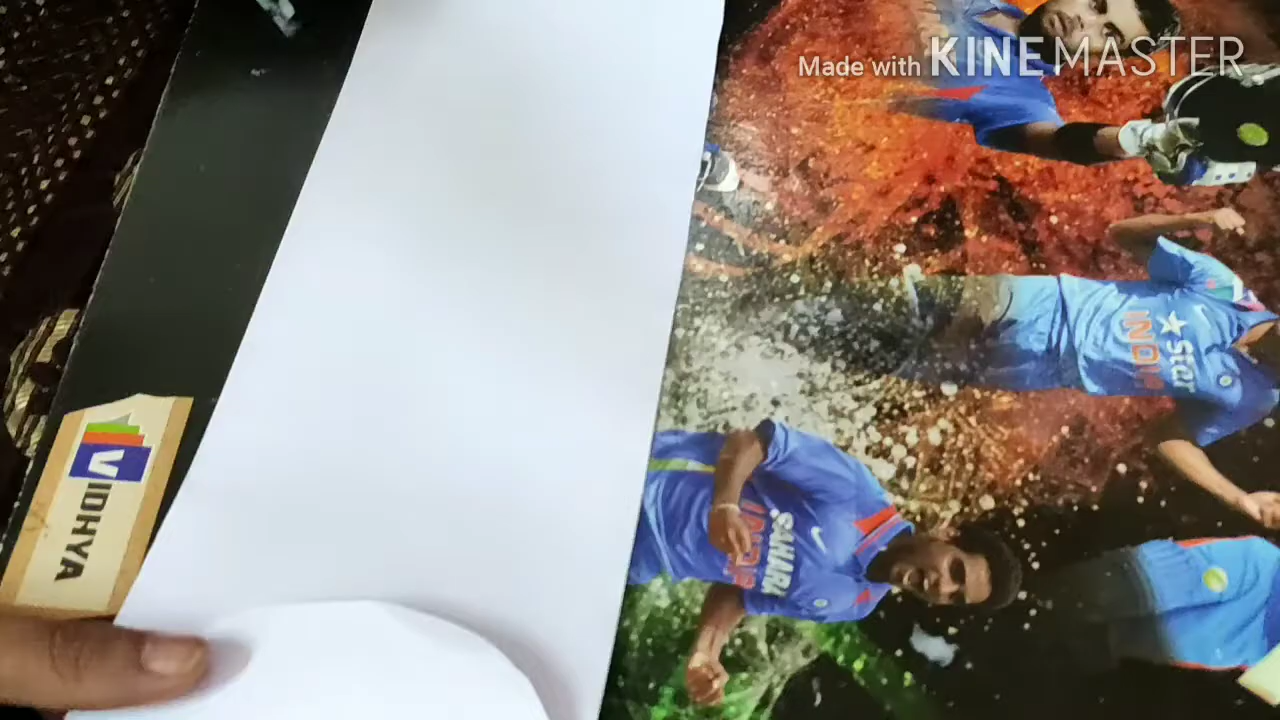 Made with KINEMASTER
VIDHYA
Star
INDIA
SAHARA
INDIA